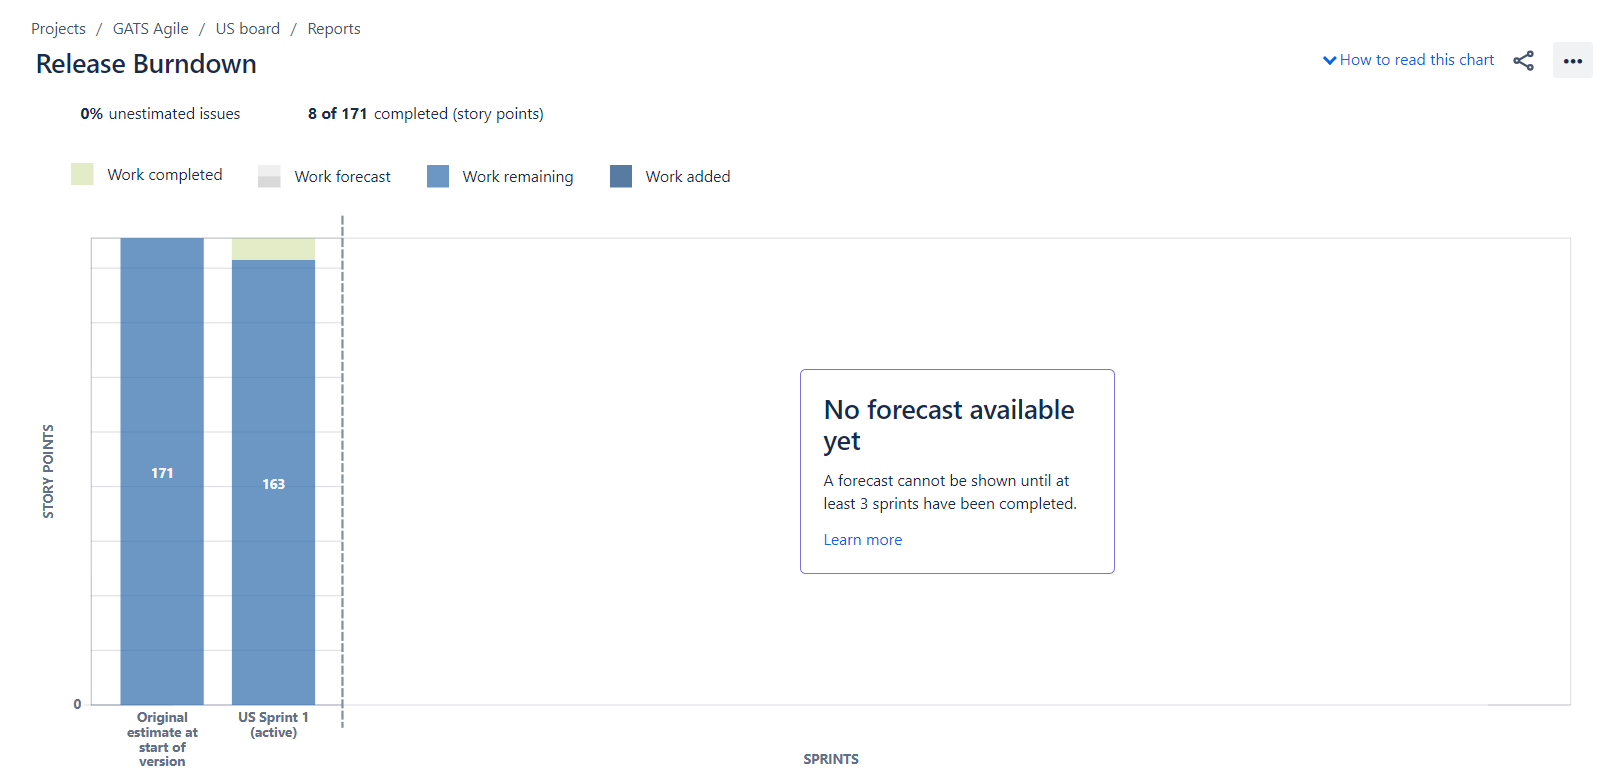 Projects / GATS Agile / US board / Reports
Release Burndown
How to read this chart
0% unestimated issues
8 of 171 completed (story points)
Work completed
Work forecast
Work remaining
Work added
STORY POINTS
171
163
0
Original
estimate at
start of
version
US Sprint 1
(active)
No forecast available
yet
A forecast cannot be shown until at
least 3 sprints have been completed.
Learn more
SPRINTS